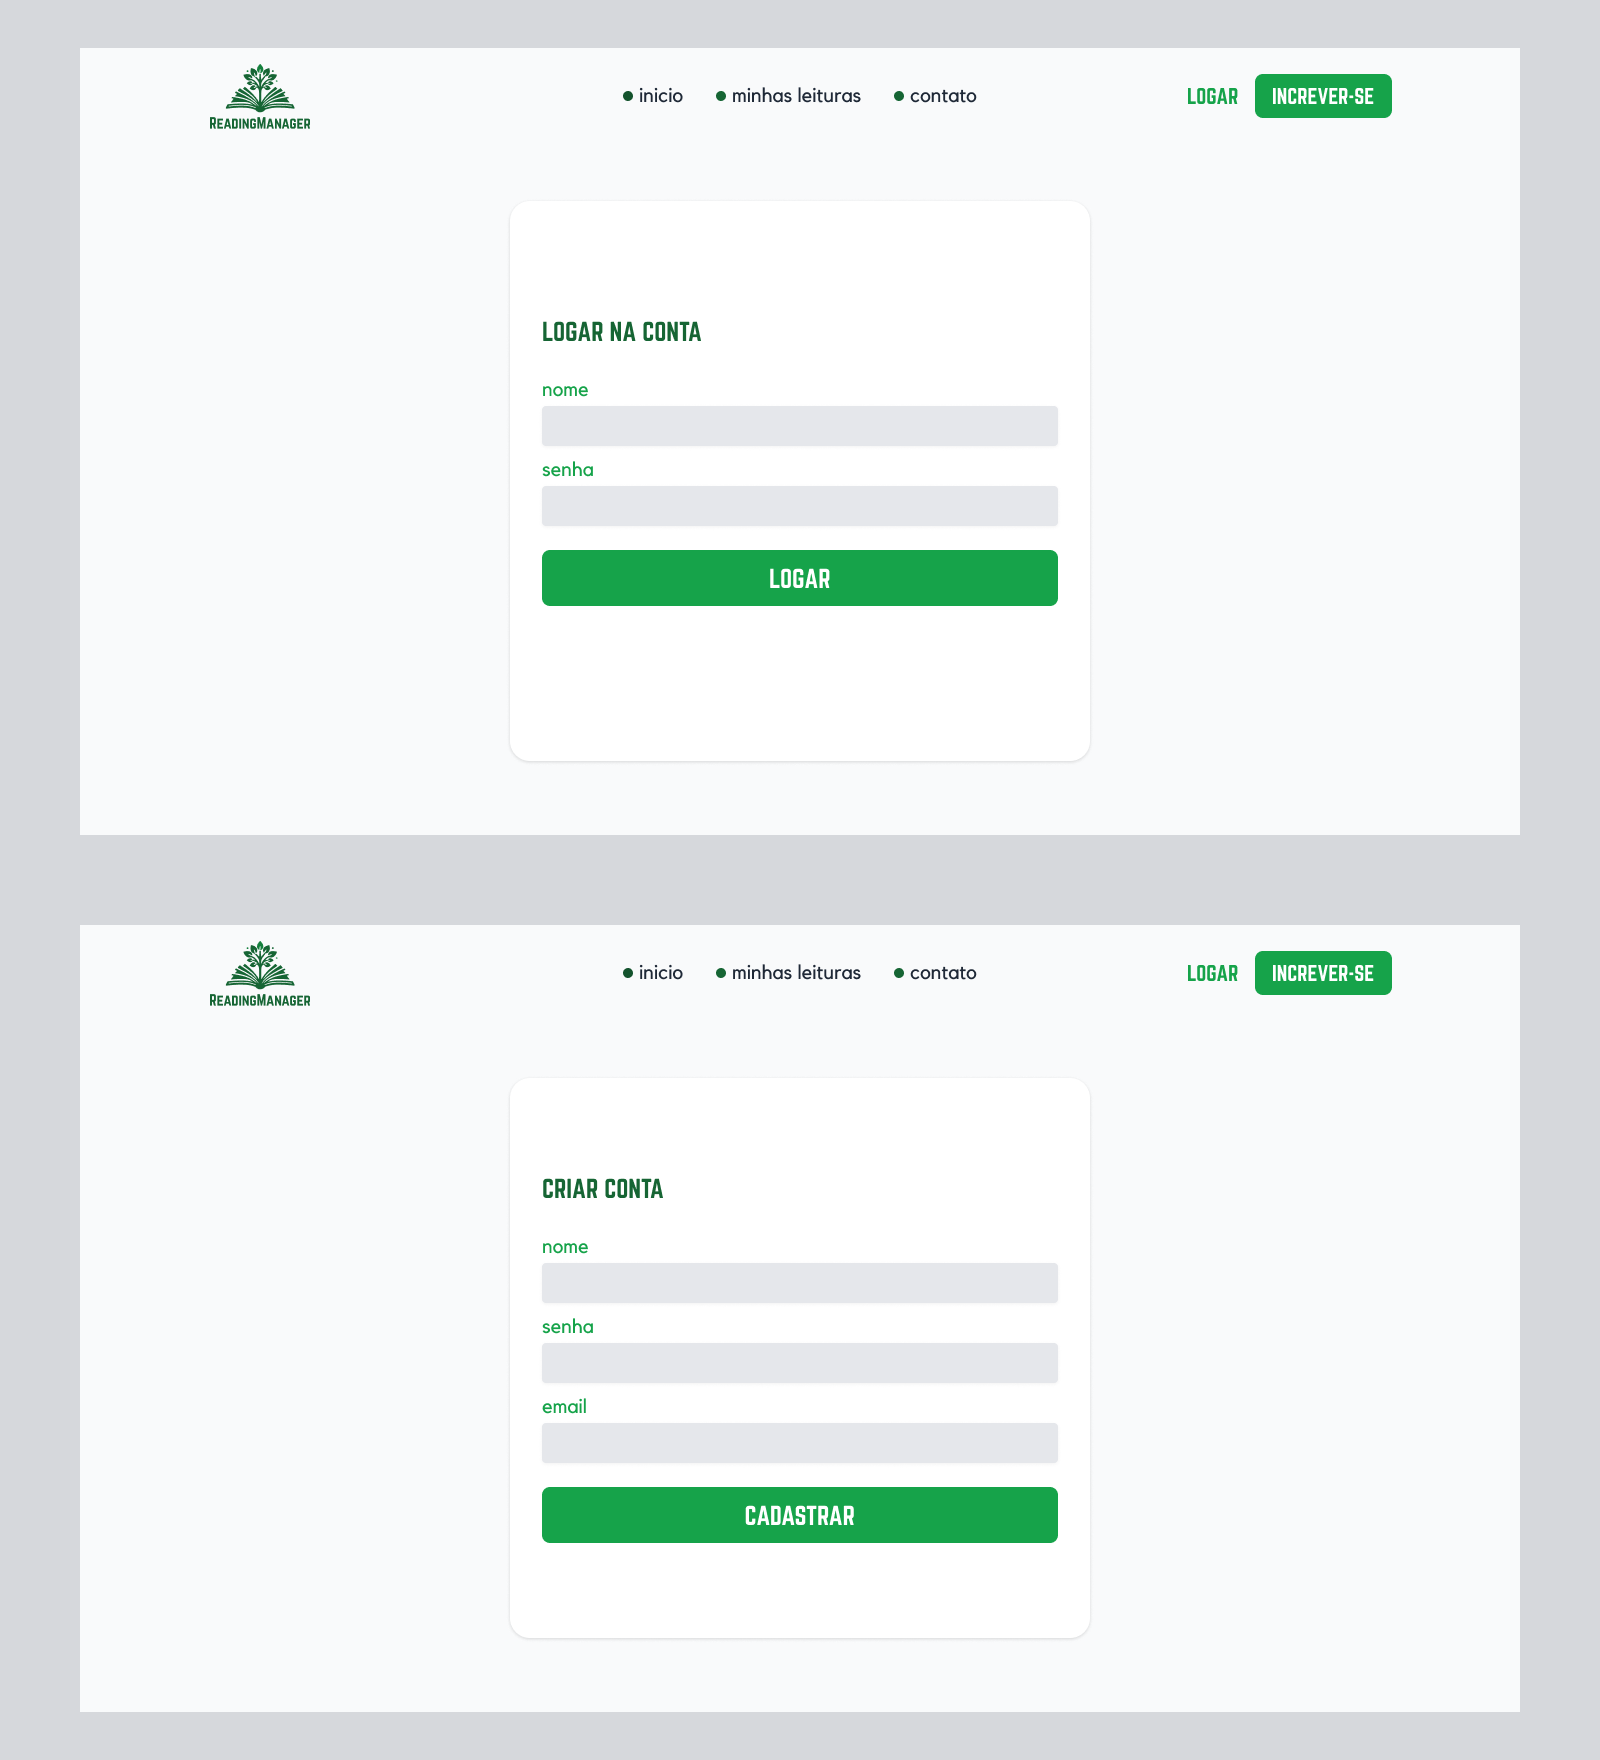 READINGMANAGER
inicio
minhas leituras
contato
LOGAR
INCREVER-SE
LOGAR NA CONTA
nome
senha
LOGAR
READINGMANAGER
inicio
minhas leituras
contato
LOGAR
INCREVER-SE
CRIAR CONTA
nome
senha
email
CADASTRAR